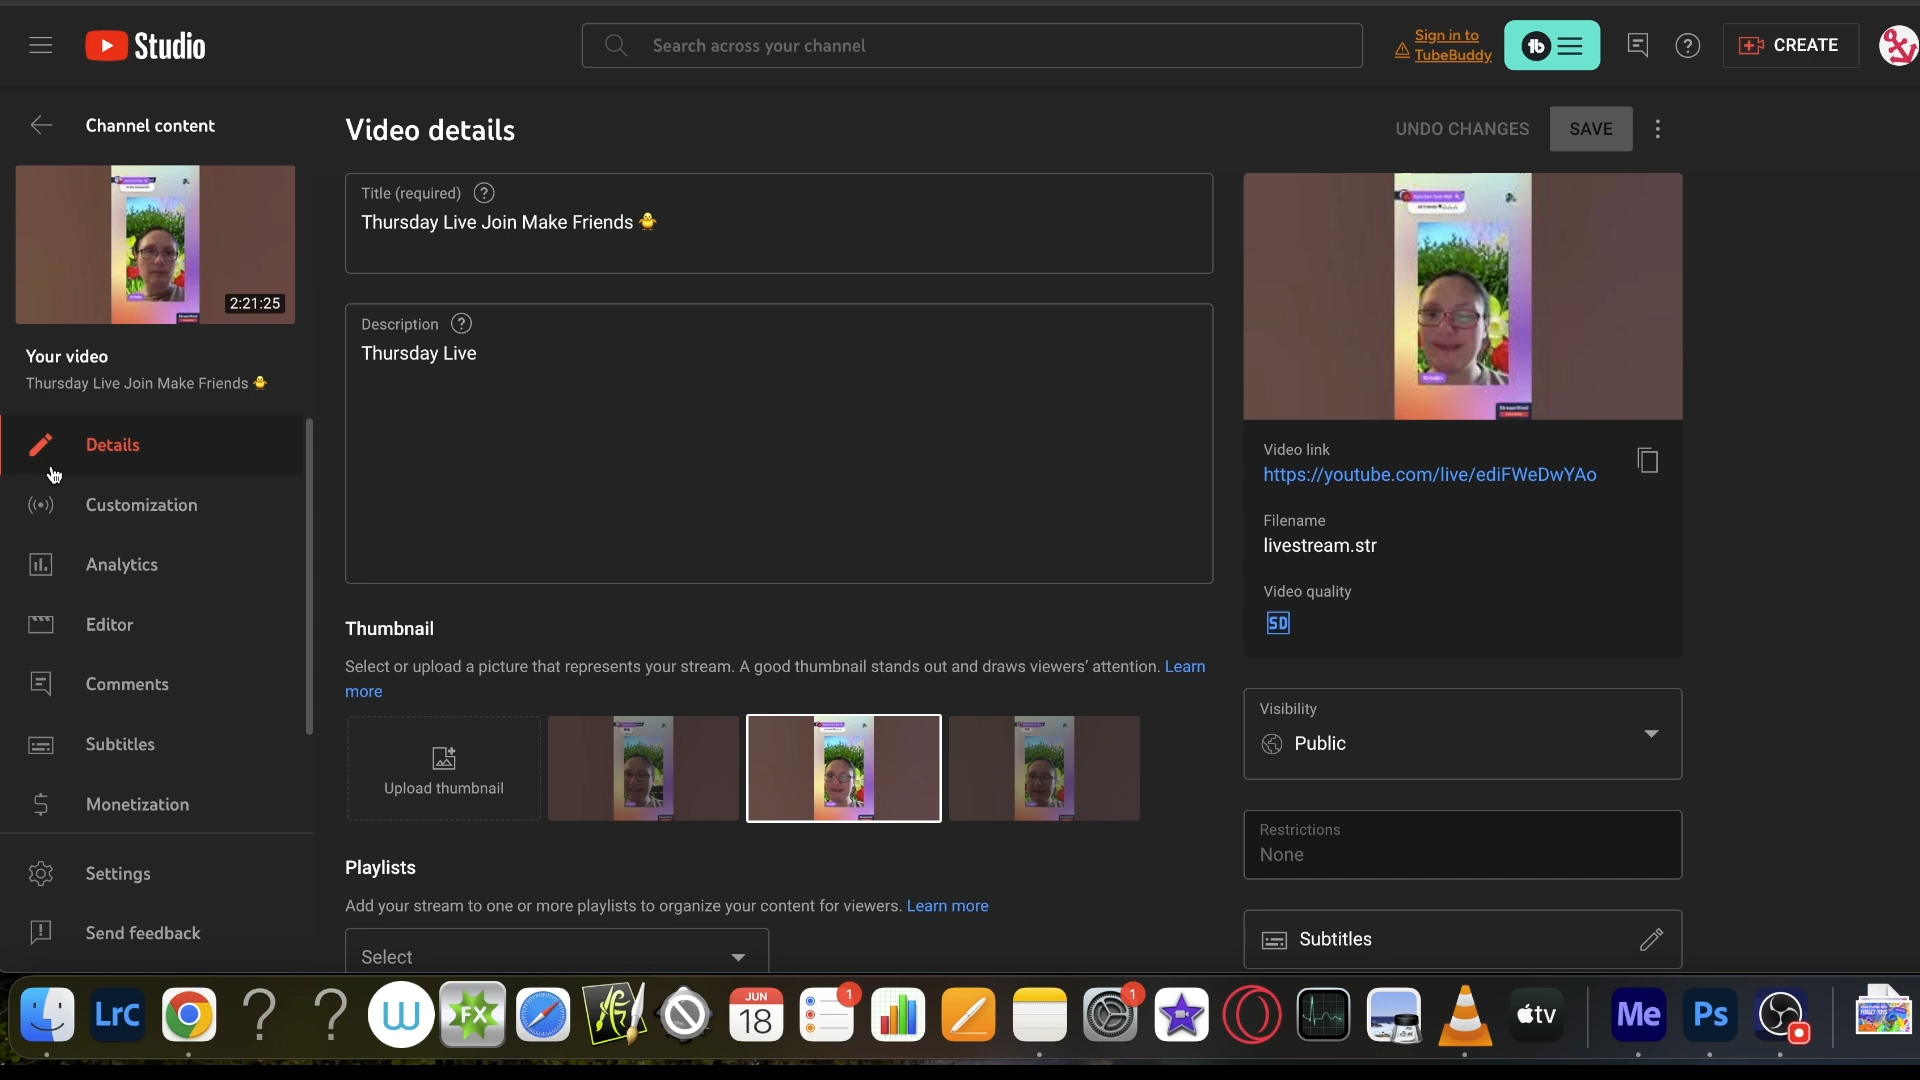 Studio
Search across your channel
Sign in to
TubeBuddy
tb
?
CREATE
Channel content
Video details
UNDO CHANGES
SAVE
2:21:25
Your video
Thursday Live Join Make Friends 🐥
Details
Customization
Analytics
Editor
Comments
Subtitles
Monetization
Settings
Send feedback
Title (required) ?
Thursday Live Join Make Friends 🐥
Description ?
Thursday Live
Thumbnail
Select or upload a picture that represents your stream. A good thumbnail stands out and draws viewers’ attention. Learn
more
Upload thumbnail
Playlists
Add your stream to one or more playlists to organize your content for viewers. Learn more
Select
Video link
https://youtube.com/live/ediFWeDwYAo
Filename
livestream.str
Video quality
SD
Visibility
Public
Restrictions
None
Subtitles
LrC
?
?
W
FX
JUN
18
1
1
tv
Me
Ps